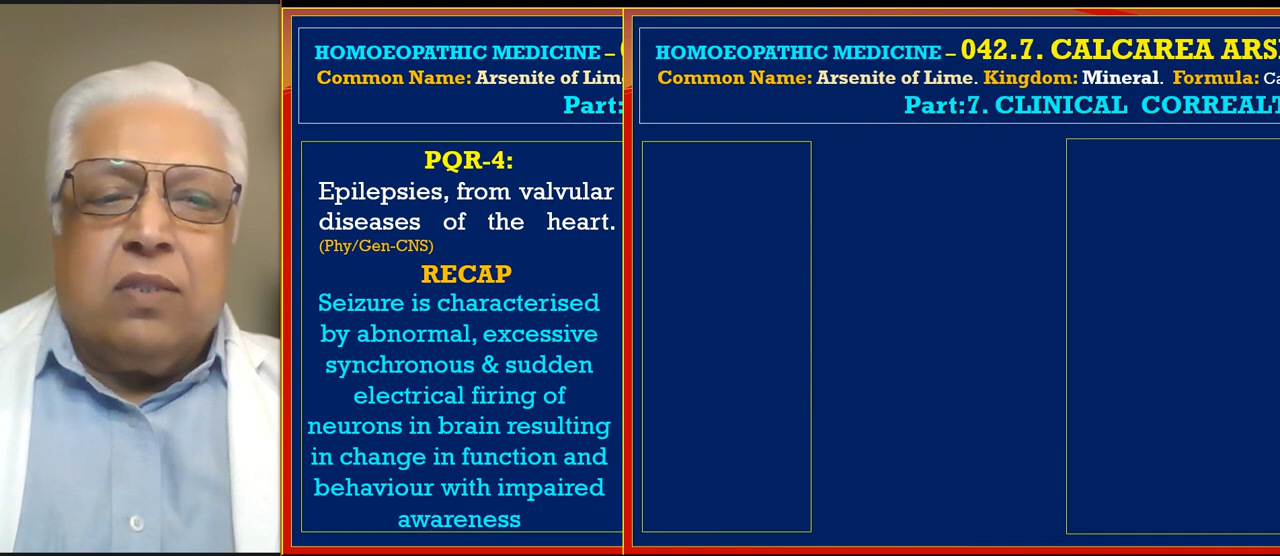 HOMOEOPATHIC MEDICINE –
Common Name: Arsenite of Lim
Part:
PQR-4:
Epilepsies, from valvular
diseases of the heart.
(Phy/Gen-CNS)
RECAP
Seizure is characterised
by abnormal, excessive
synchronous & sudden
electrical firing of
neurons in brain resulting
in change in function and
behaviour with impaired
awareness
HOMOEOPATHIC MEDICINE – 042.7. CALCAREA ARS
Common Name: Arsenite of Lime. Kingdom: Mineral. Formula: Ca
Part:7. CLINICAL CORREALT